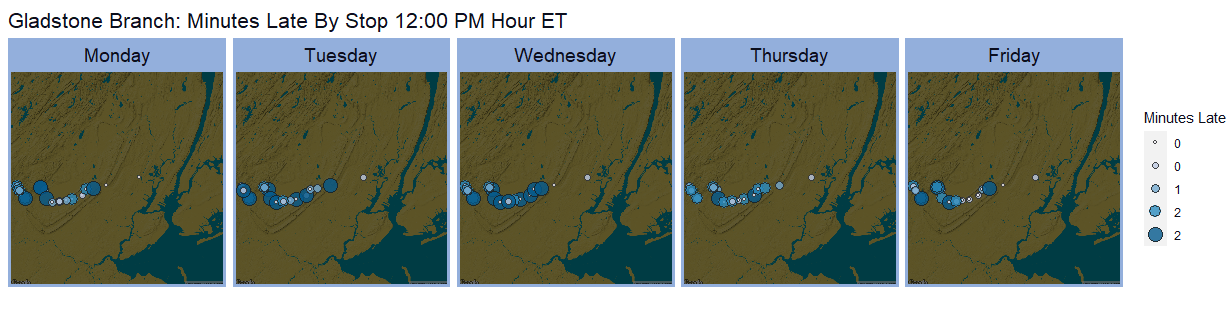 Gladstone Branch: Minutes Late By Stop 12:00 PM Hour ET
Monday
Tuesday
Wednesday
Thursday
Friday
Minutes Late
0
0
1
2
2